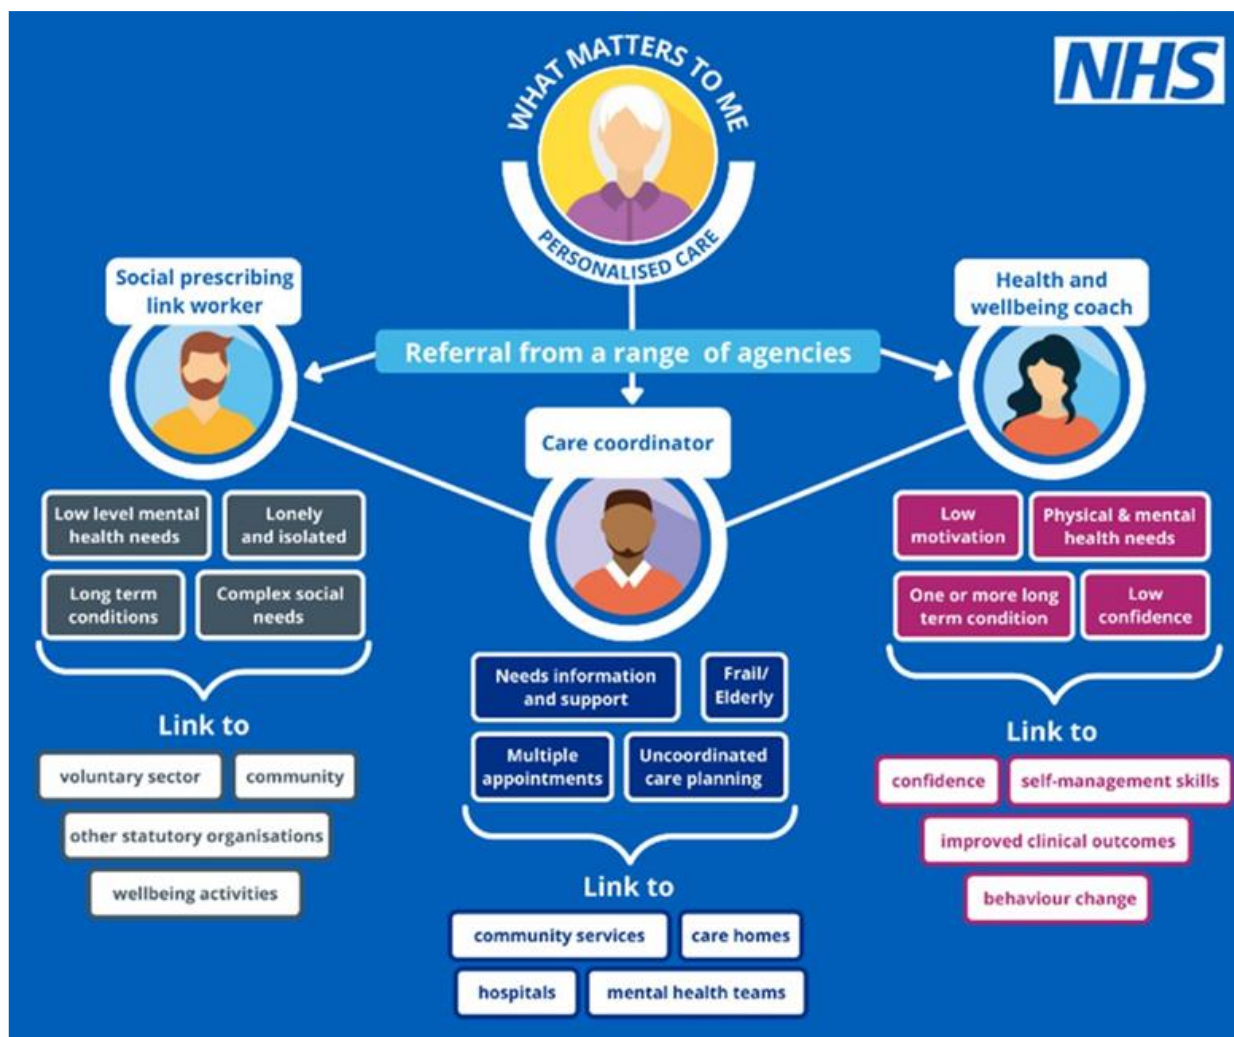 WHAT MATTERS TO ME
NHS
PERSONALISED CARE
Social prescribing
link worker
Health and
wellbeing coach
Referral from a range of agencies
Care coordinator
Low level mental
health needs
Lonely
and isolated
Long term
conditions
Complex social
needs
Link to
voluntary sector
community
other statutory organisations
wellbeing activities
Needs information
and support
Frail/
Elderly
Multiple
appointments
Uncoordinated
care planning
Link to
community services
care homes
hospitals
mental health teams
Low
motivation
Physical & mental
health needs
One or more long
term condition
Low
confidence
Link to
confidence
self-management skills
improved clinical outcomes
behaviour change